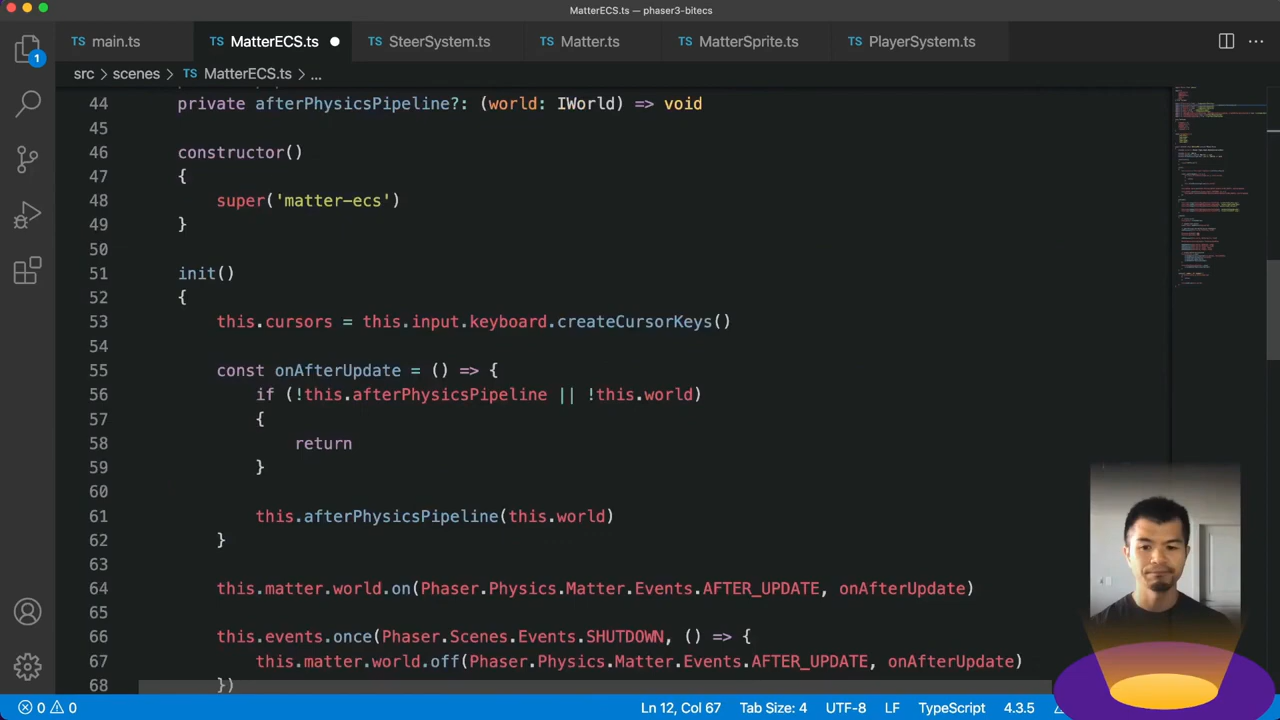 MatterECS.ts — phaser3-bitecs
TS main.ts TS MatterECS.ts TS SteerSystem.ts TS Matter.ts TS MatterSprite.ts TS PlayerSystem.ts
src > scenes > TS MatterECS.ts > ...
1
44 private afterPhysicsPipeline?: (world: IWorld) => void
45
46 constructor()
47 {
48 super('matter-ecs')
49 }
50
51 init()
52 {
53 this.cursors = this.input.keyboard.createCursorKeys()
54
55 const onAfterUpdate = () => {
56 if (!this.afterPhysicsPipeline || !this.world)
57 {
58 return
59 }
60
61 this.afterPhysicsPipeline(this.world)
62 }
63
64 this.matter.world.on(Phaser.Physics.Matter.Events.AFTER_UPDATE, onAfterUpdate)
65
66 this.events.once(Phaser.Scenes.Events.SHUTDOWN, () => {
67 this.matter.world.off(Phaser.Physics.Matter.Events.AFTER_UPDATE, onAfterUpdate)
68 })
0 0 Ln 12, Col 67 Tab Size: 4 UTF-8 LF TypeScript 4.3.5